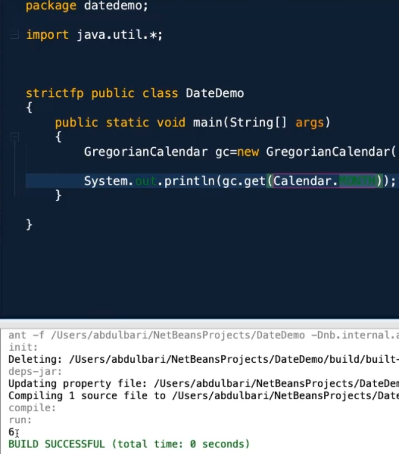 package datedemo;
import java.util.*;
strictfp public class DateDemo
{
public static void main(String[] args)
{
GregorianCalendar gc=new GregorianCalendar(
System.out.println(gc.get(Calendar.MONTH));
}
}
ant -f /Users/abdulbari/NetBeansProjects/DateDemo -Dnb.internal.a
init:
Deleting: /Users/abdulbari/NetBeansProjects/DateDemo/build/built-
deps-jar:
Updating property file: /Users/abdulbari/NetBeansProjects/DateDem
Compiling 1 source file to /Users/abdulbari/NetBeansProjects/Date
compile:
run:
6
BUILD SUCCESSFUL (total time: 0 seconds)